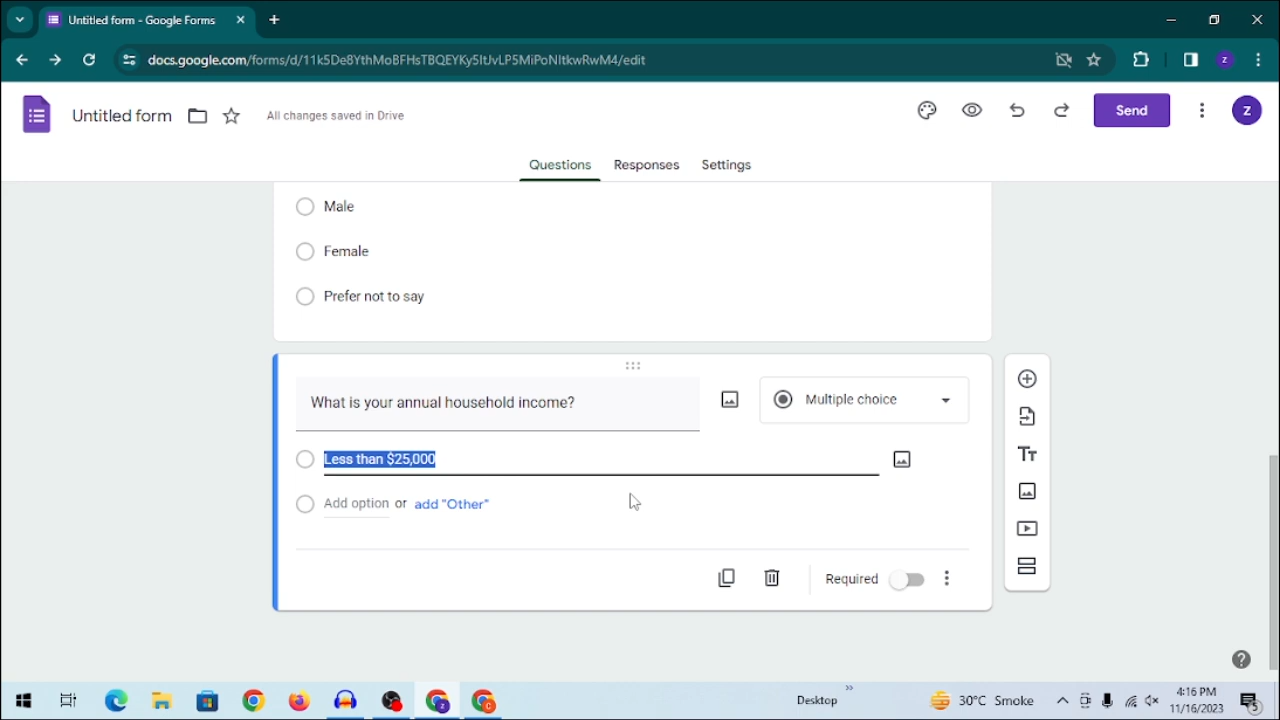 Untitled form - Google Forms
docs.google.com/forms/d/11k5De8YthMoBFHsTBQEYKy5ItJvLP5MiPoNItkwRwM4/edit
z
Untitled form
All changes saved in Drive
Send
Z
Questions Responses Settings
Male
Female
Prefer not to say
What is your annual household income?
Multiple choice
Less than $25,000
Add option or add "Other"
Tт
Required
Desktop
30°C Smoke
4:16 PM
11/16/2023
5